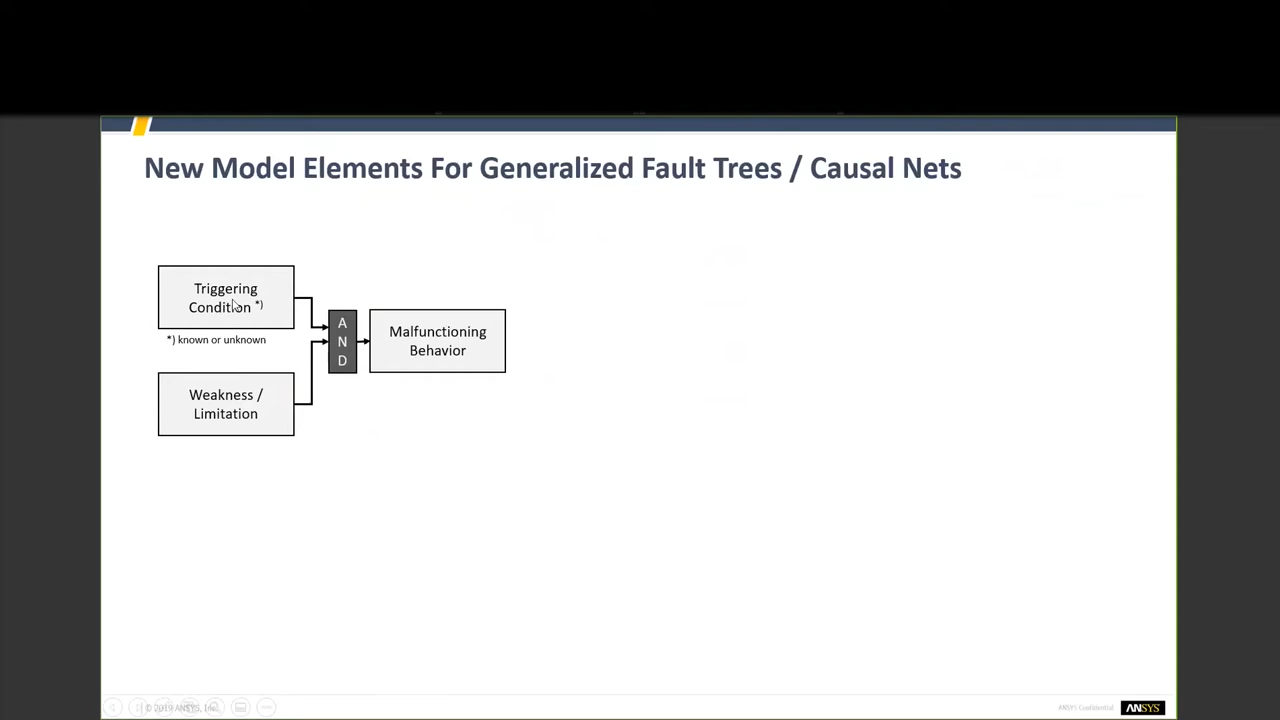 New Model Elements For Generalized Fault Trees / Causal Nets
Triggering
Condition *)
*) known or unknown
Weakness /
Limitation
A
N
D
Malfunctioning
Behavior
© 2019 ANSYS, Inc.
ANSYS Confidential
ANSYS